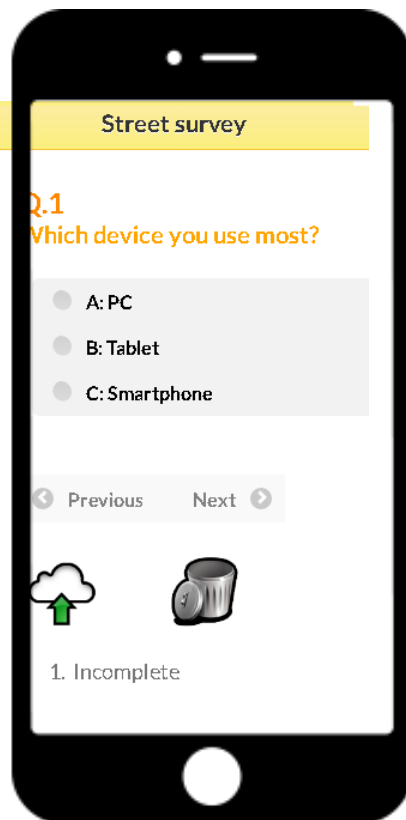 Street survey
Q.1
Which device you use most?
A: PC
B: Tablet
C: Smartphone
Previous Next
1. Incomplete